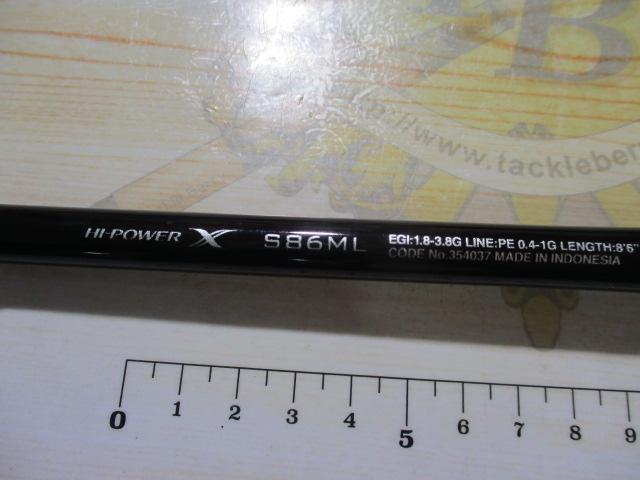 B
http://www.tackleber
HI-POWER X S86ML EGI:1.8-3.8G LINE:PE 0.4-1G LENGTH:8'6"
CODE No.354037 MADE IN INDONESIA
0 1 2 3 4 5 6 7 8 9